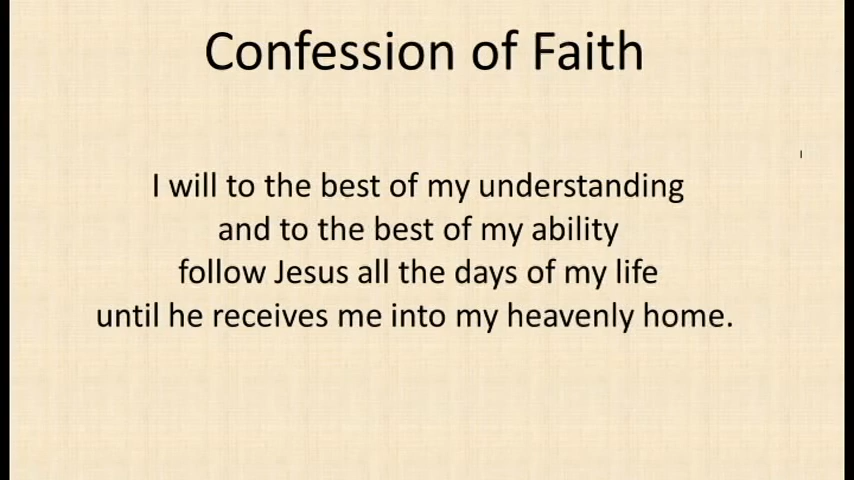 Confession of Faith
I will to the best of my understanding
and to the best of my ability
follow Jesus all the days of my life
until he receives me into my heavenly home.